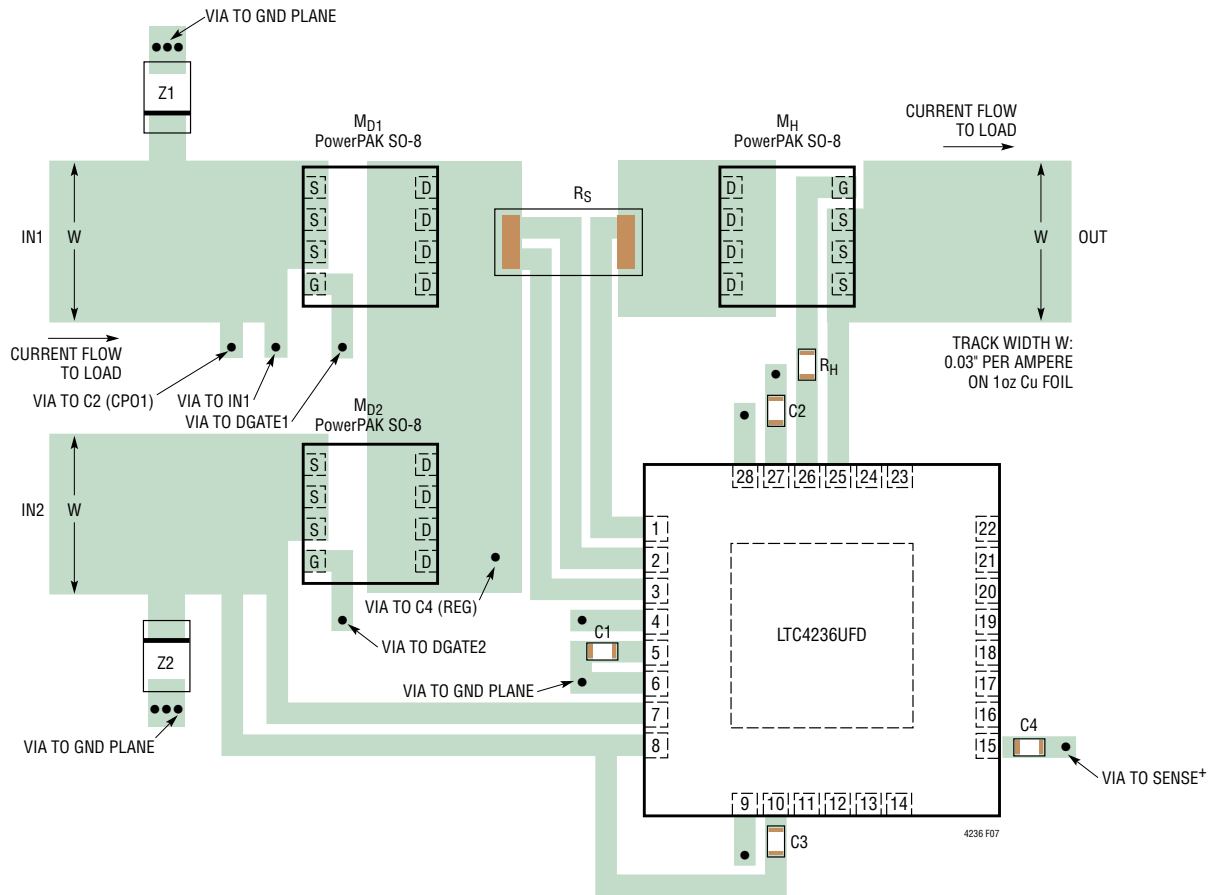 VIA TO GND PLANE
Z1
MD1
PowerPAK SO-8
MH
PowerPAK SO-8
CURRENT FLOW
TO LOAD
RS
S
S
S
G
D
D
D
D
D
D
D
D
G
S
S
S
IN1
W
W
OUT
CURRENT FLOW
TO LOAD
VIA TO C2 (CPO1)
VIA TO IN1
VIA TO DGATE1
TRACK WIDTH W:
0.03" PER AMPERE
ON 1oz Cu FOIL
RH
C2
MD2
PowerPAK SO-8
S
S
S
G
D
D
D
D
IN2
W
28 27 26 25 24 23
1
2
3
4
5
6
7
8
22
21
20
19
18
17
16
15
LTC4236UFD
VIA TO C4 (REG)
VIA TO DGATE2
C1
VIA TO GND PLANE
Z2
VIA TO GND PLANE
C4
VIA TO SENSE+
9 10 11 12 13 14
C3
4236 F07